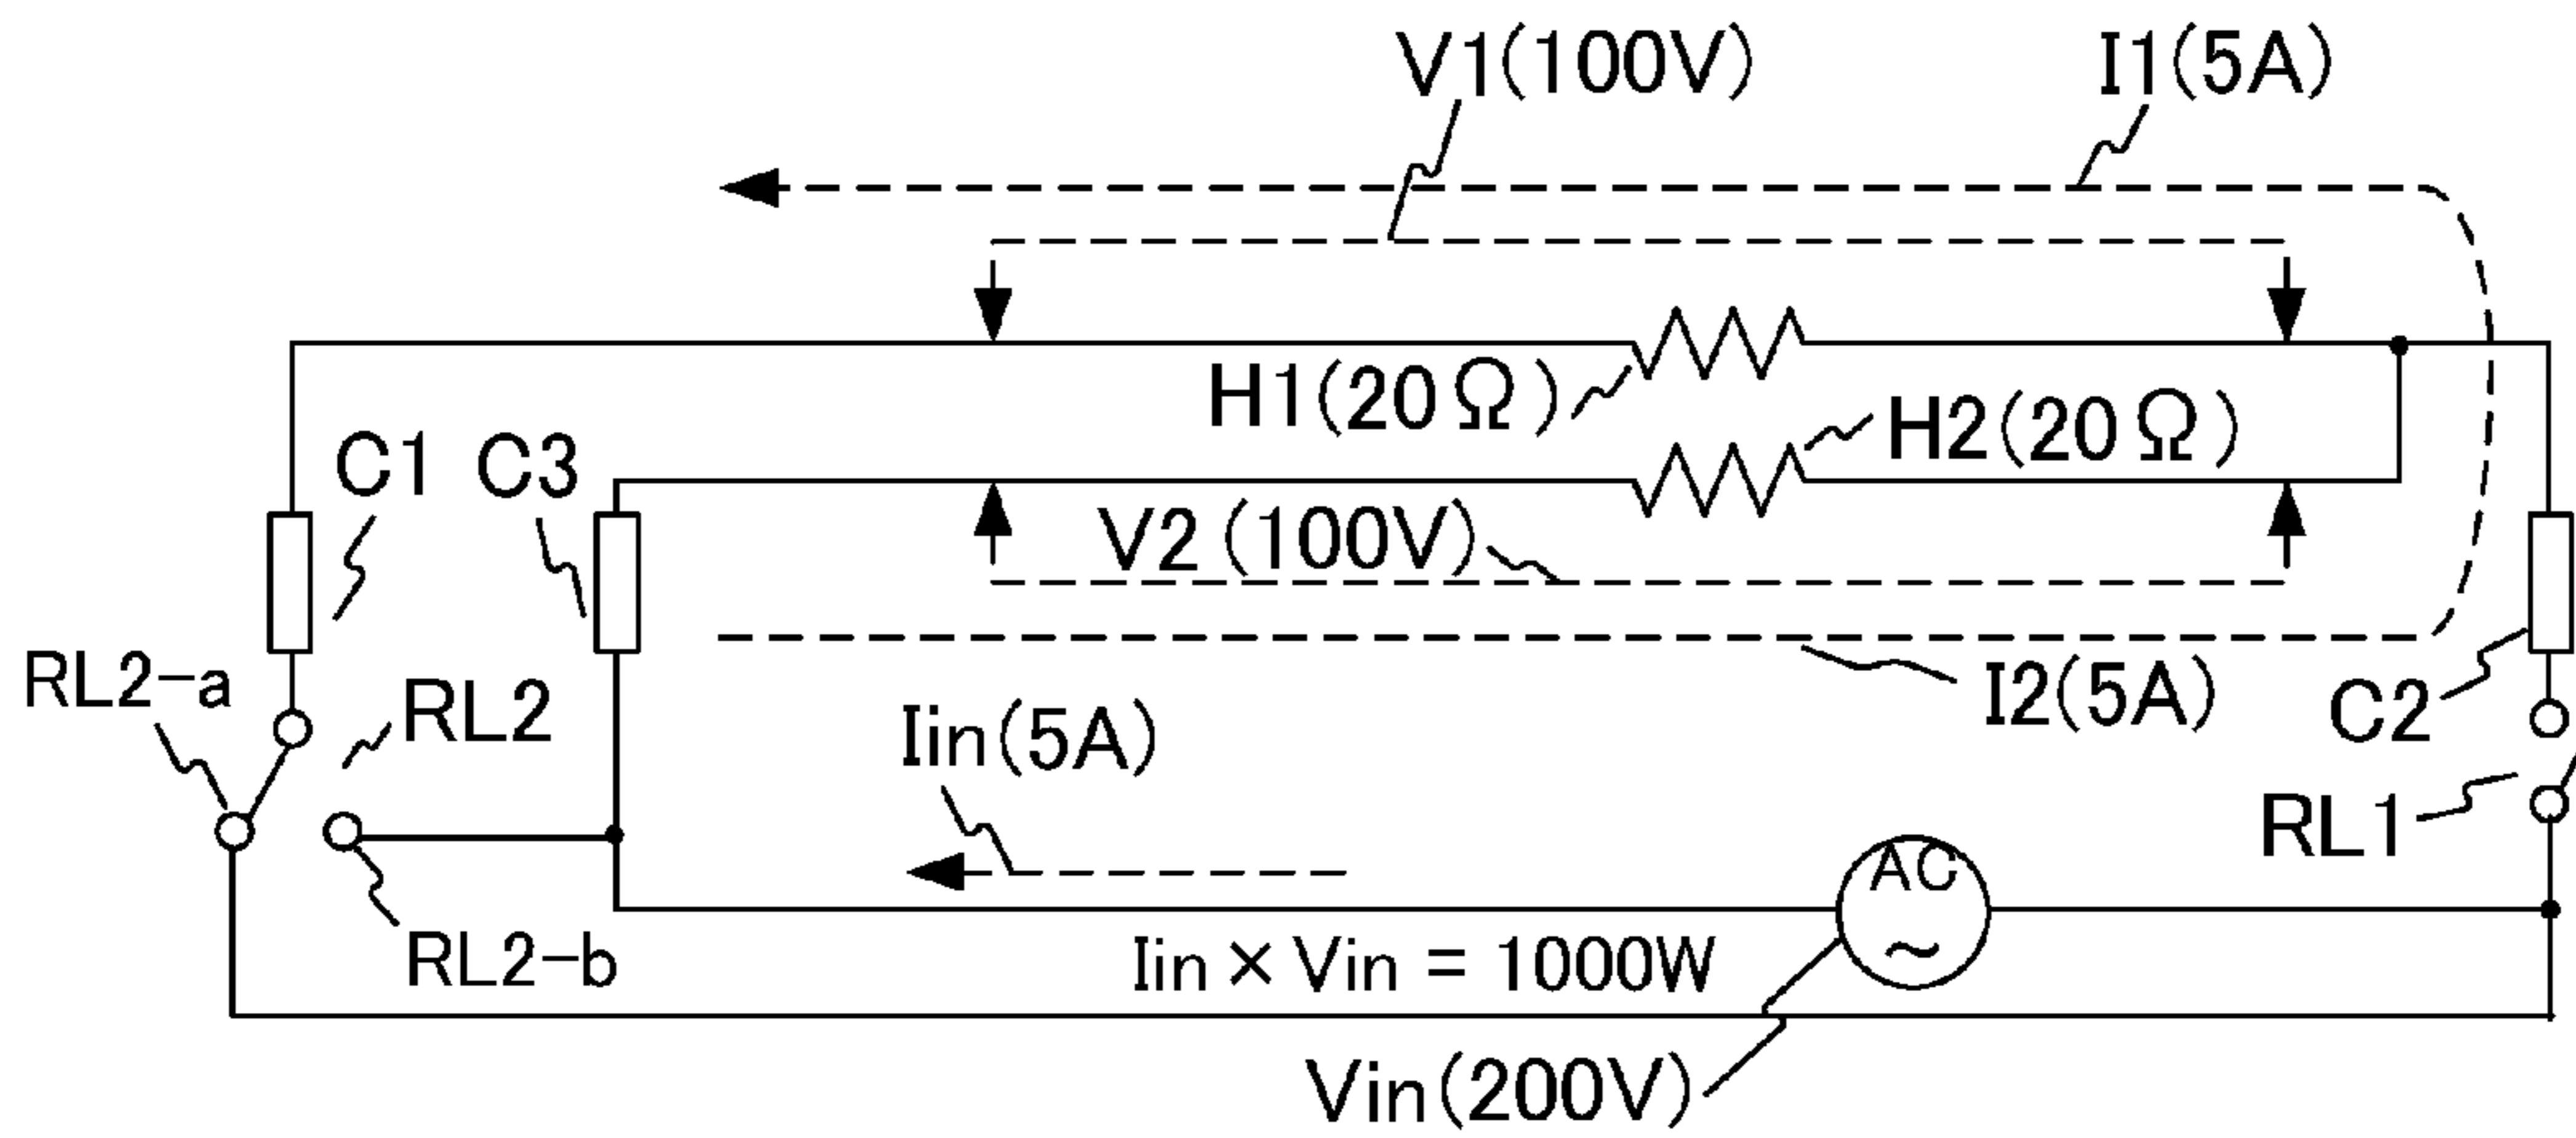 V1(100V)
I1(5A)
H1(20Ω)
H2(20Ω)
C1
C3
V2(100V)
RL2-a
RL2
I2(5A)
C2
Iin(5A)
RL1
AC
~
RL2-b
Iin × Vin = 1000W
Vin(200V)